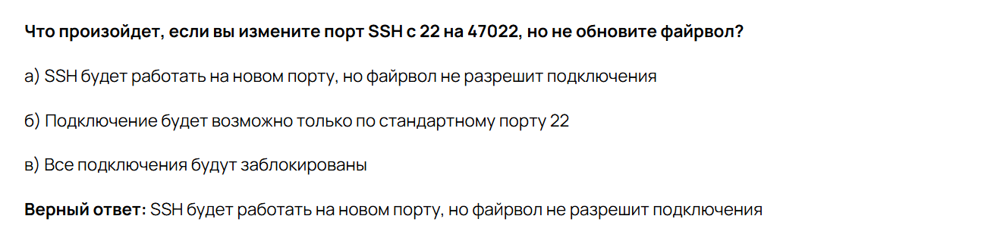 Что произойдет, если вы измените порт SSH с 22 на 47022, но не обновите файрвол?
а) SSH будет работать на новом порту, но файрвол не разрешит подключения
б) Подключение будет возможно только по стандартному порту 22
в) Все подключения будут заблокированы
Верный ответ: SSH будет работать на новом порту, но файрвол не разрешит подключения